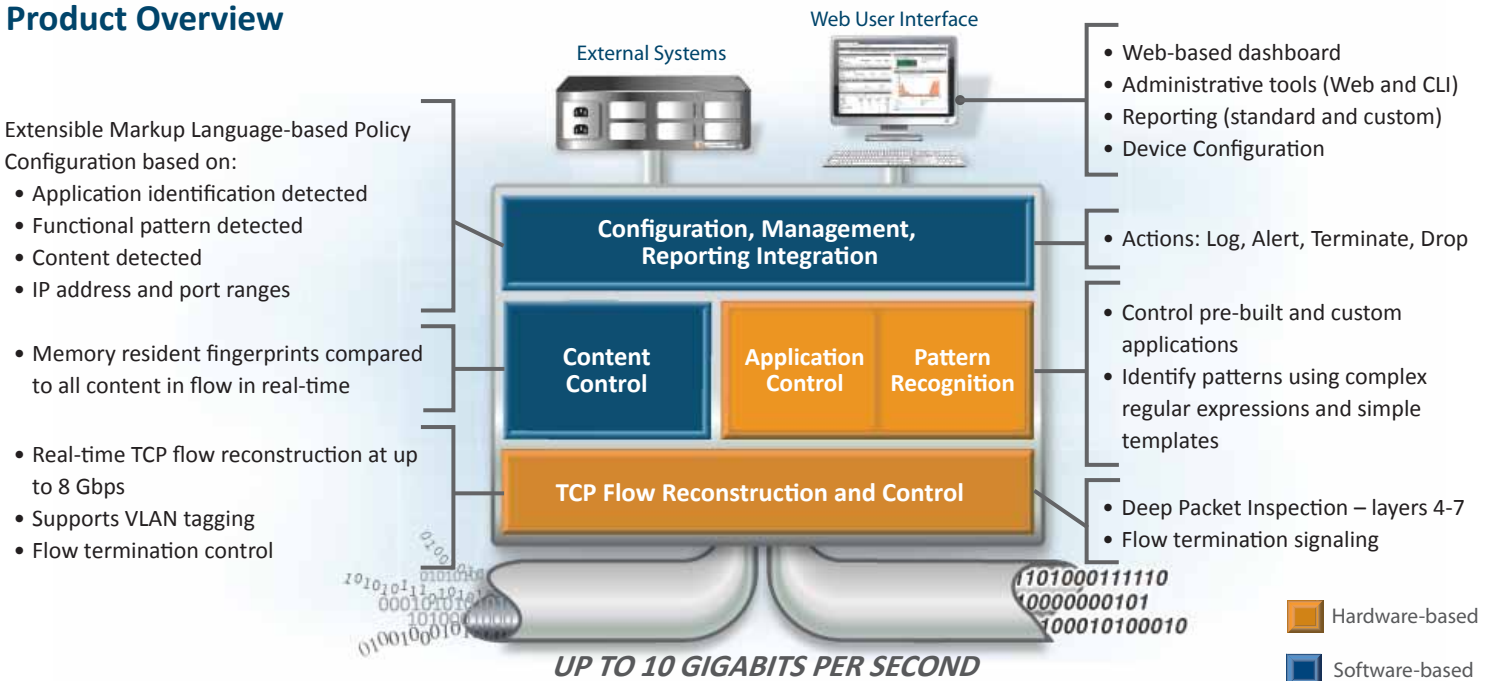 Product Overview
External Systems
Web User Interface
Extensible Markup Language-based Policy
Configuration based on:
• Application identification detected
• Functional pattern detected
• Content detected
• IP address and port ranges
• Memory resident fingerprints compared
to all content in flow in real-time
• Real-time TCP flow reconstruction at up
to 8 Gbps
• Supports VLAN tagging
• Flow termination control
Configuration, Management,
Reporting Integration
Content
Control
Application
Control
Pattern
Recognition
TCP Flow Reconstruction and Control
• Web-based dashboard
• Administrative tools (Web and CLI)
• Reporting (standard and custom)
• Device Configuration
• Actions: Log, Alert, Terminate, Drop
• Control pre-built and custom
applications
• Identify patterns using complex
regular expressions and simple
templates
• Deep Packet Inspection – layers 4-7
• Flow termination signaling
1101000111110
10000000101
100010100010
UP TO 10 GIGABITS PER SECOND
Hardware-based
Software-based